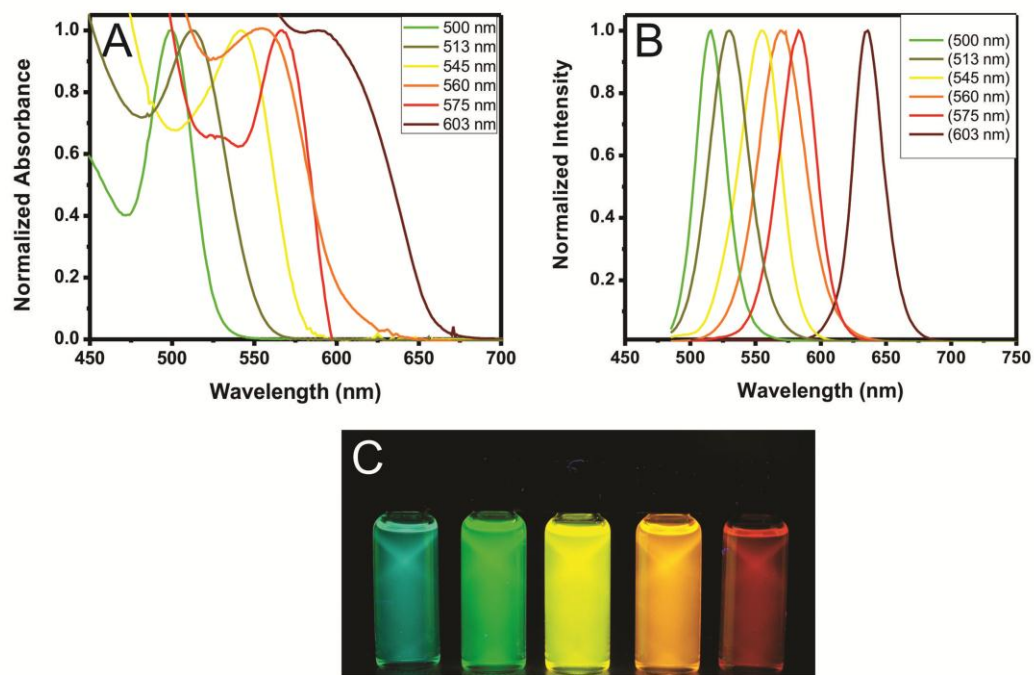 A
500 nm
513 nm
545 nm
560 nm
575 nm
603 nm
Normalized Absorbance
1.0
0.8
0.6
0.4
0.2
0.0
450 500 550 600 650 700
Wavelength (nm)
B
(500 nm)
(513 nm)
(545 nm)
(560 nm)
(575 nm)
(603 nm)
Normalized Intensity
1.0
0.8
0.6
0.4
0.2
450 500 550 600 650 700 750
Wavelength (nm)
C